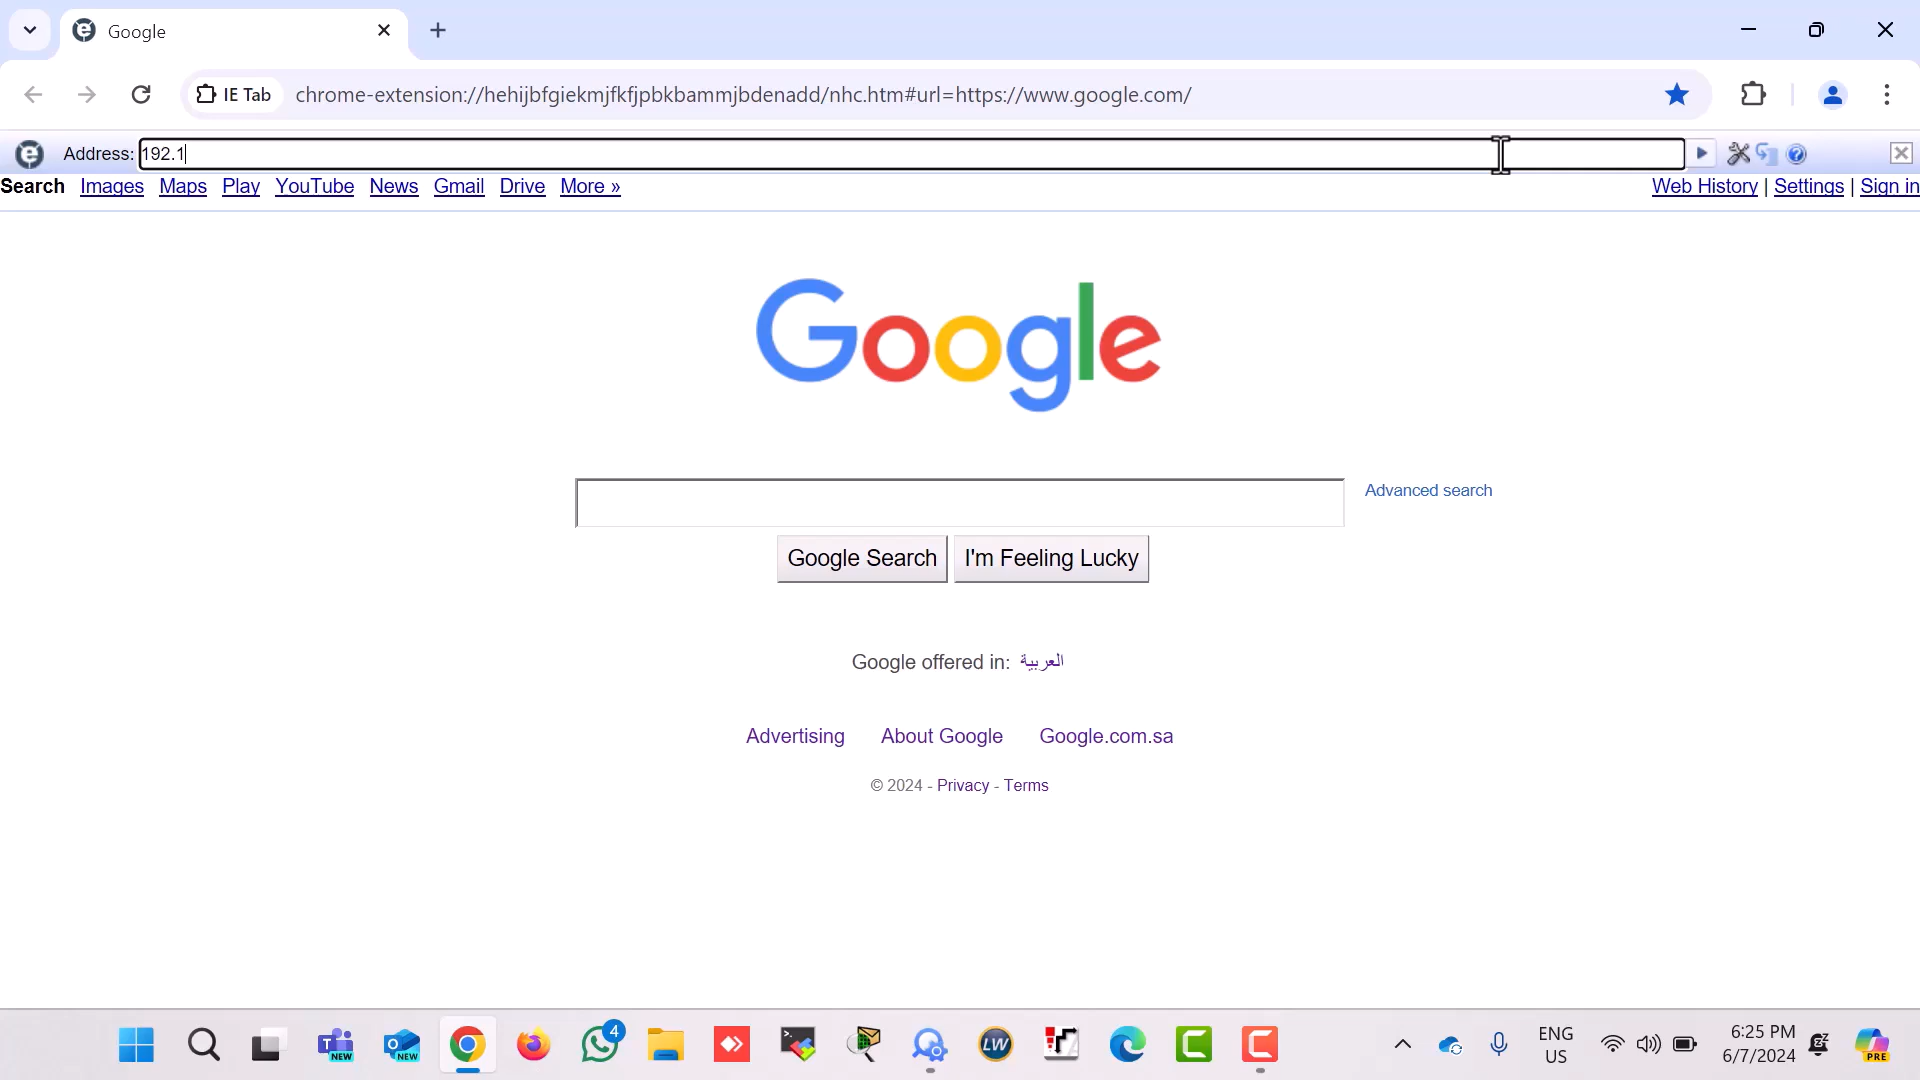 Google
IE Tab
chrome-extension://hehijbfgiekmjfkfjpbkbammjbdenadd/nhc.htm#url=https://www.google.com/
Address: 192.1
Search Images Maps Play YouTube News Gmail Drive More » Web History | Settings | Sign in
Google
Advanced search
Google Search I'm Feeling Lucky
Google offered in: العربية
Advertising About Google Google.com.sa
© 2024 - Privacy - Terms
T NEW
O NEW
4
LW
ENG
US
6:25 PM
6/7/2024
PRE